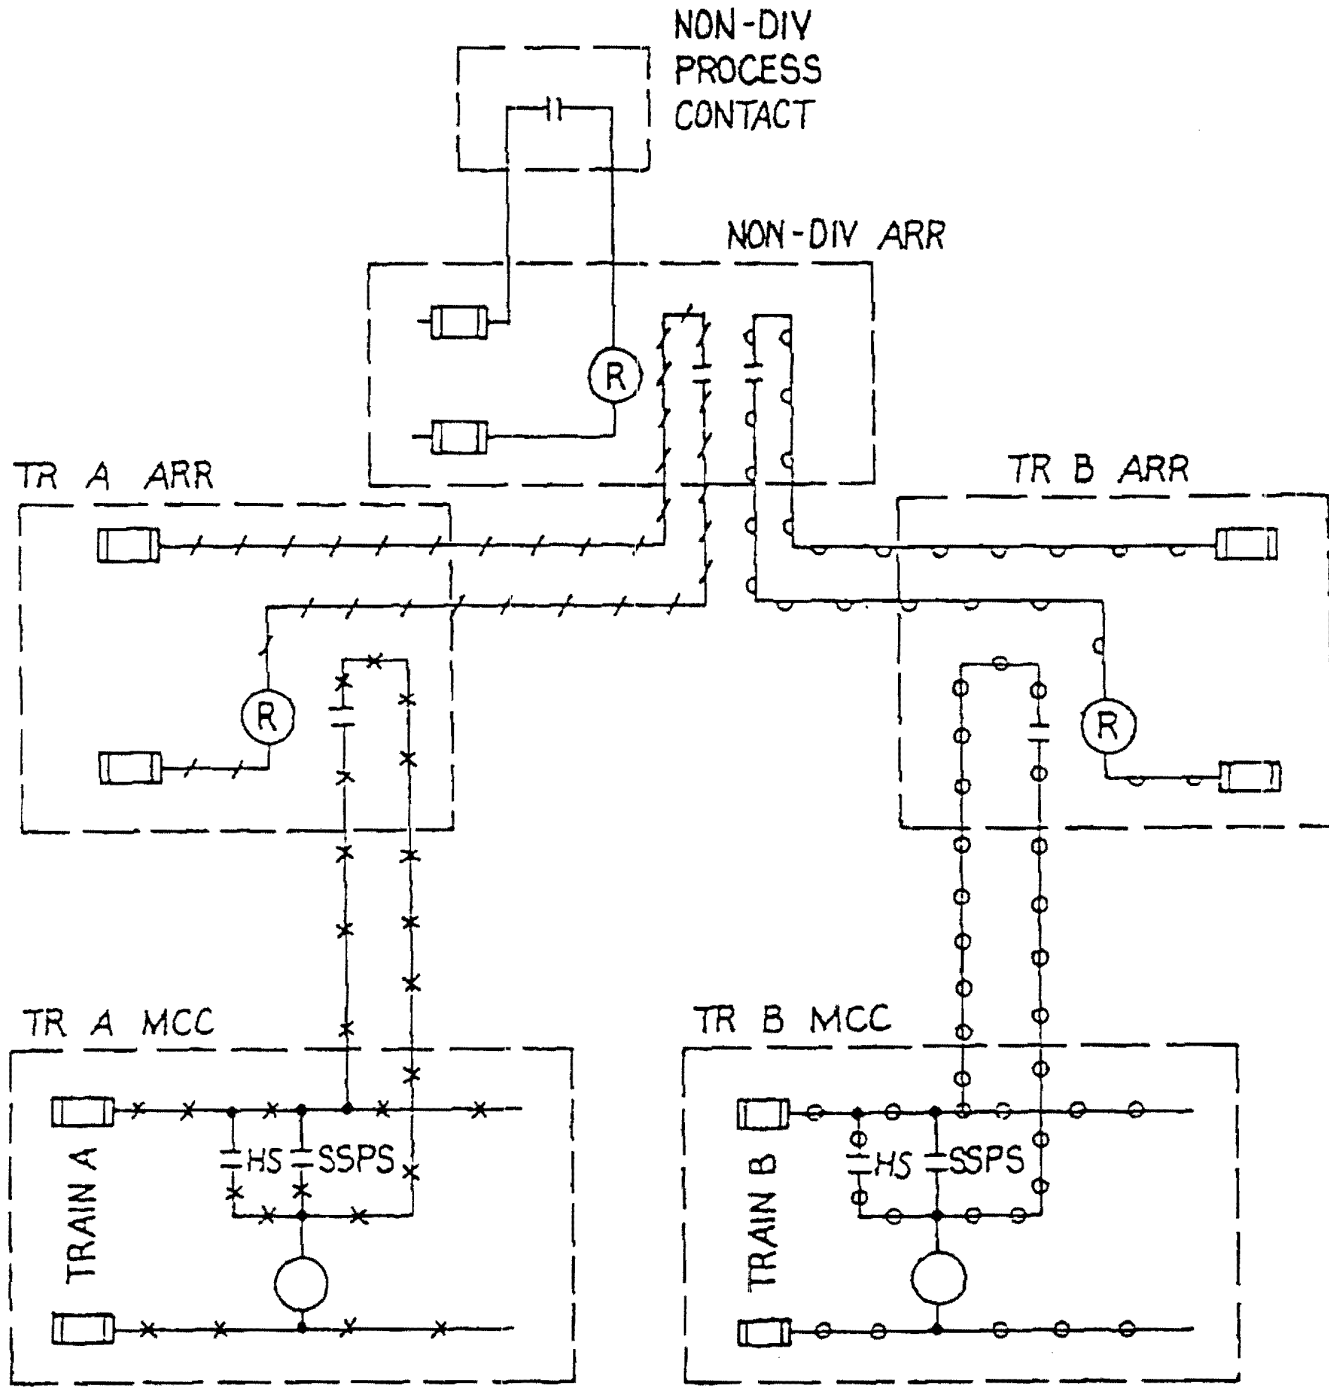 NON-DIV
PROCESS
CONTACT
NON-DIV ARR
R
TR A ARR
TR B ARR
R
R
TR A MCC
TR B MCC
HS SSPS
HS SSPS
TRAIN A
TRAIN B